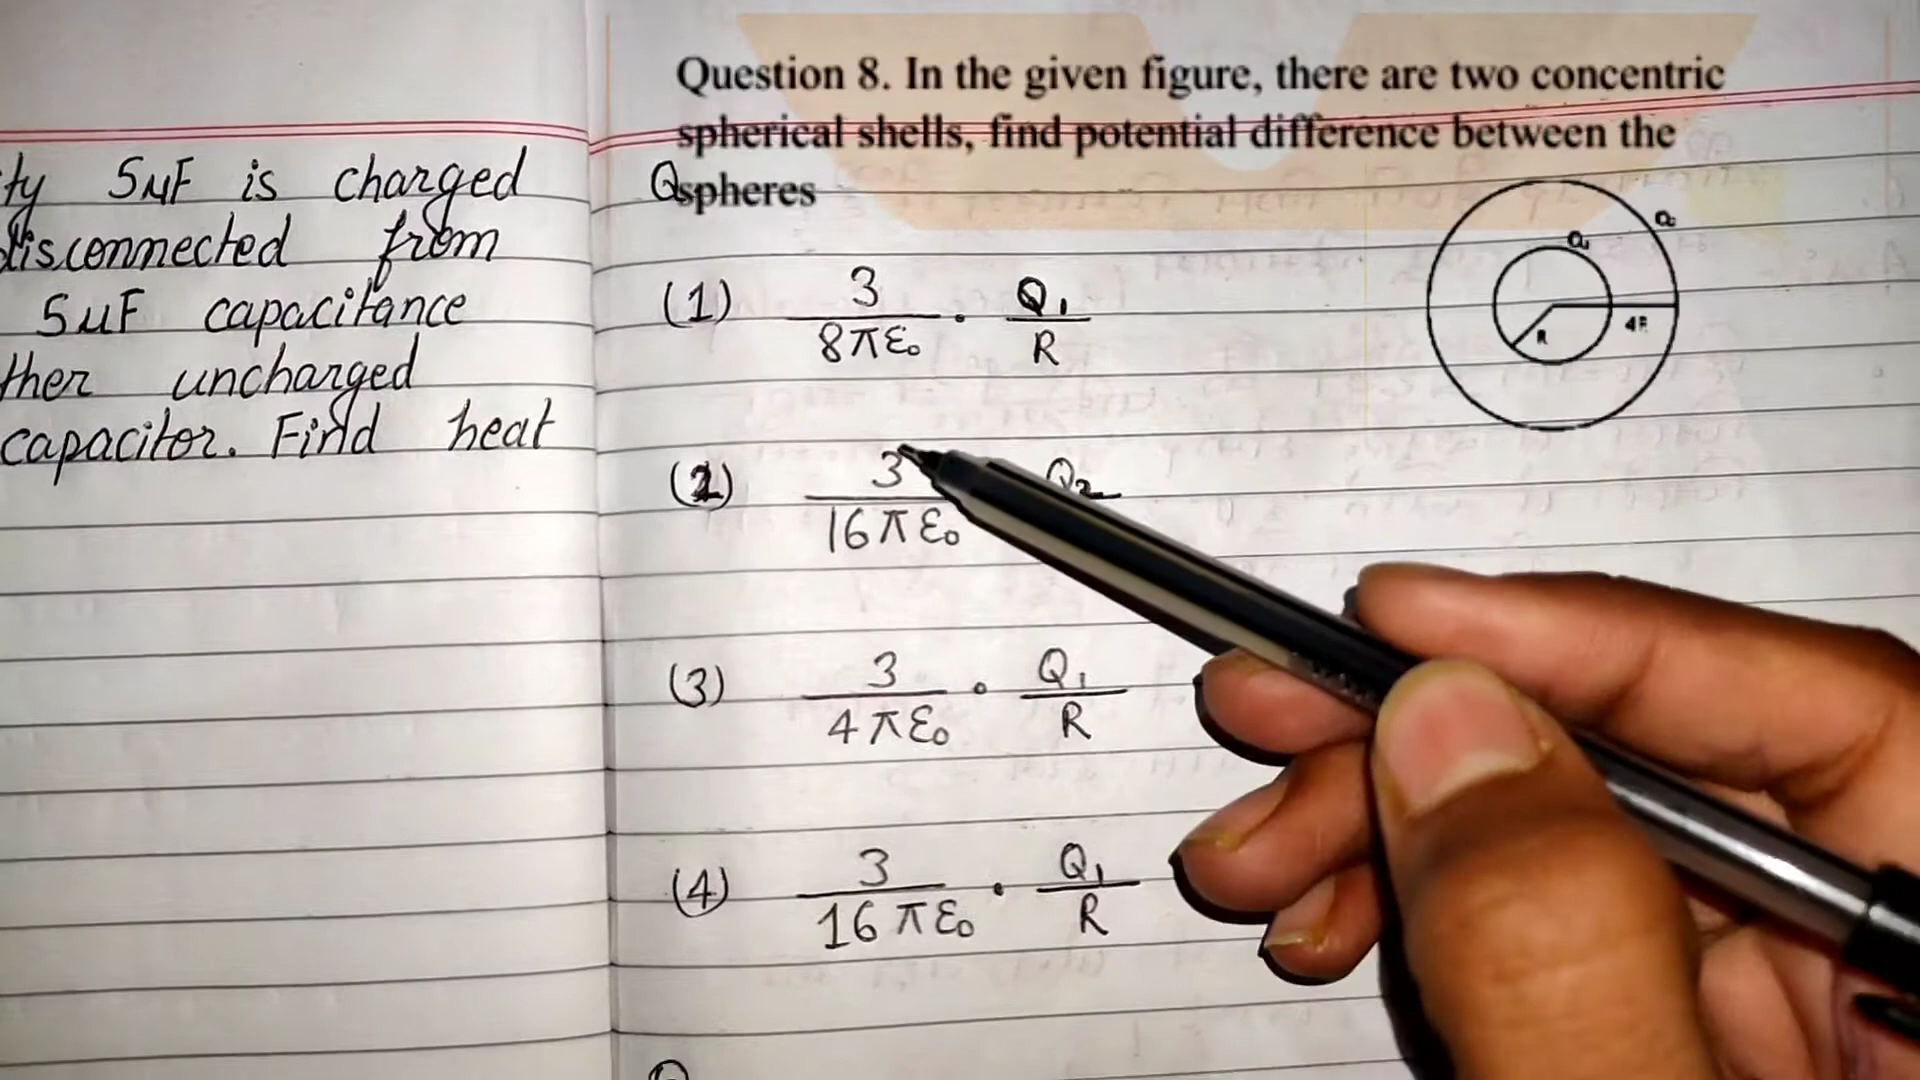 ty 5μF is charged
disconnected from
5μF capacitance
ther uncharged
capacitor. Find heat
Question 8. In the given figure, there are two concentric
spherical shells, find potential difference between the
Q spheres
(1) 3/8πε₀ · Q₁/R
(2) 3/16πε₀ Q₂
(3) 3/4πε₀ · Q₁/R
(4) 3/16πε₀ · Q₁/R
R
4R